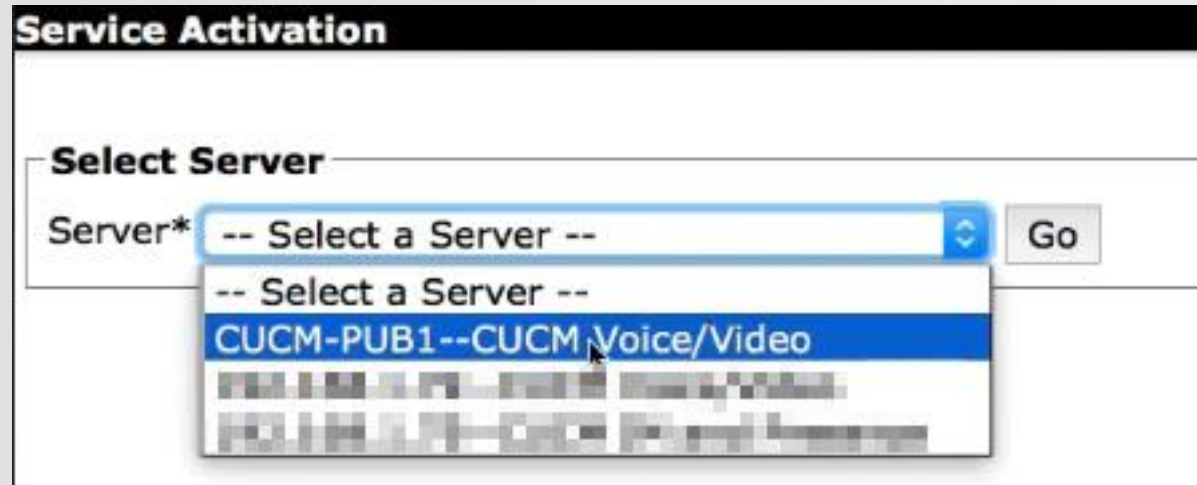 Service Activation
Select Server
Server* -- Select a Server -- Go
-- Select a Server --
CUCM-PUB1--CUCM Voice/Video